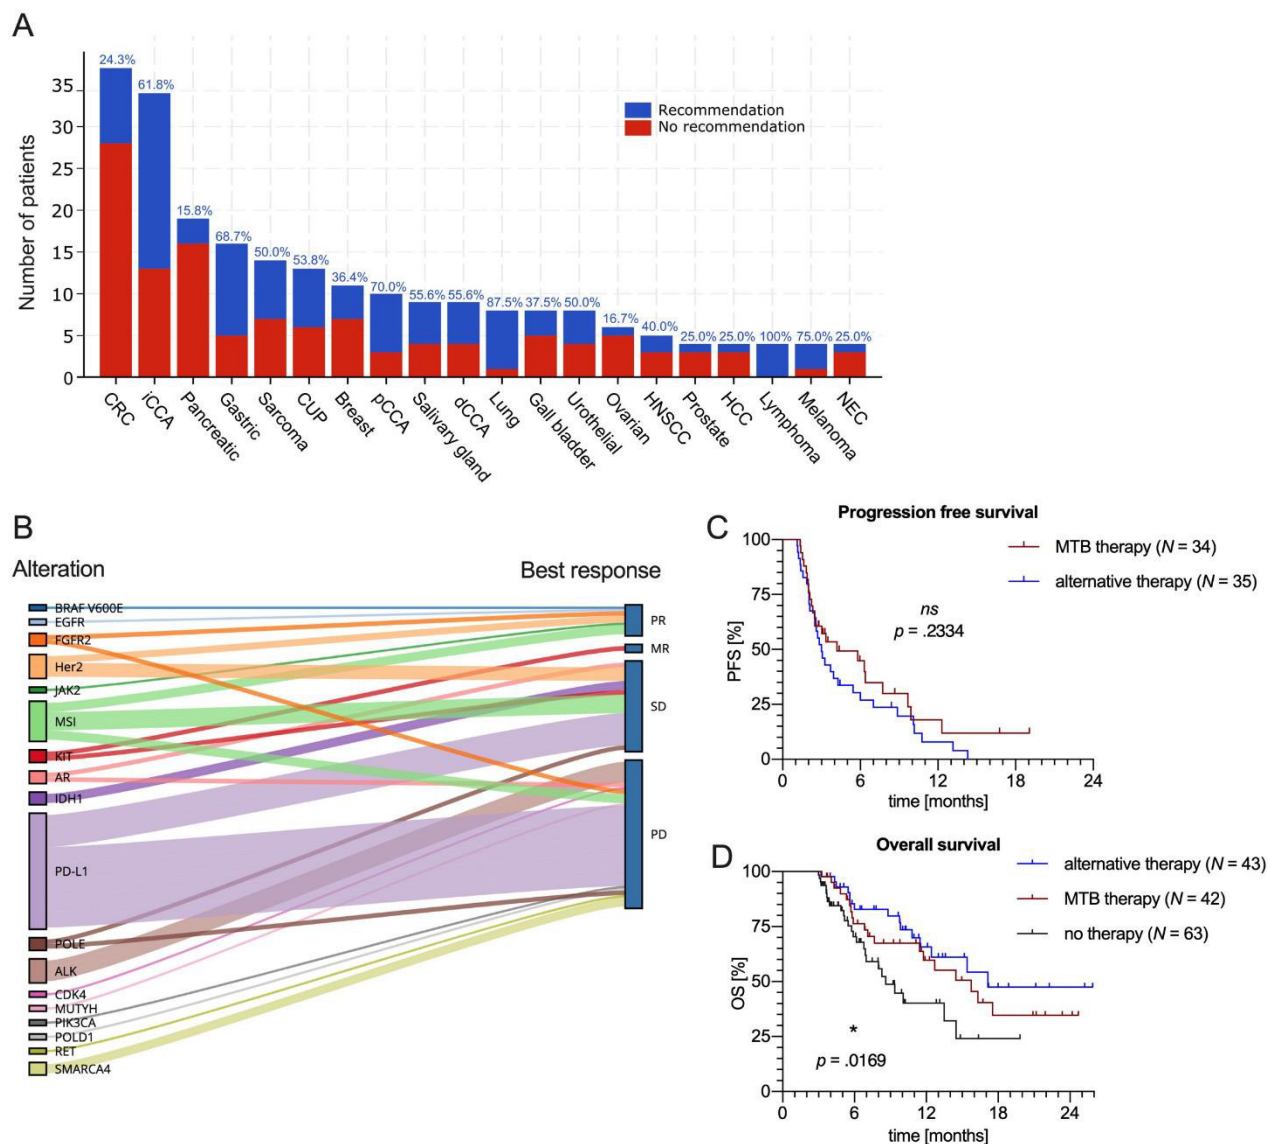 A
Number of patients
35
30
25
20
15
10
5
0
24.3%
61.8%
15.8%
68.7%
50.0%
53.8%
36.4%
70.0%
55.6%
55.6%
87.5%
37.5%
50.0%
16.7%
40.0%
25.0%
25.0%
100%
75.0%
25.0%
Recommendation
No recommendation
CRC
iCCA
Pancreatic
Gastric
Sarcoma
CUP
Breast
pCCA
Salivary gland
dCCA
Lung
Gall bladder
Urothelial
Ovarian
HNSCC
Prostate
HCC
Lymphoma
Melanoma
NEC
B
Alteration
Best response
BRAF V600E
EGFR
FGFR2
Her2
JAK2
MSI
KIT
AR
IDH1
PD-L1
POLE
ALK
CDK4
MUTYH
PIK3CA
POLD1
RET
SMARCA4
PR
MR
SD
PD
C
Progression free survival
MTB therapy (N = 34)
alternative therapy (N = 35)
ns
p = .2334
PFS [%]
100
75
50
25
0
0 6 12 18 24
time [months]
D
Overall survival
alternative therapy (N = 43)
MTB therapy (N = 42)
no therapy (N = 63)
*
p = .0169
OS [%]
100
75
50
25
0
0 6 12 18 24
time [months]